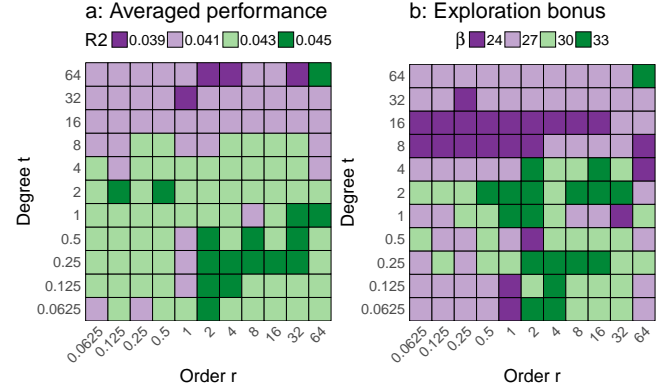 a: Averaged performance
R2 0.039 0.041 0.043 0.045
Degree t
64
32
16
8
4
2
1
0.5
0.25
0.125
0.0625
0.0625 0.125 0.25 0.5 1 2 4 8 16 32 64
Order r
b: Exploration bonus
β 24 27 30 33
Degree t
64
32
16
8
4
2
1
0.5
0.25
0.125
0.0625
0.0625 0.125 0.25 0.5 1 2 4 8 16 32 64
Order r